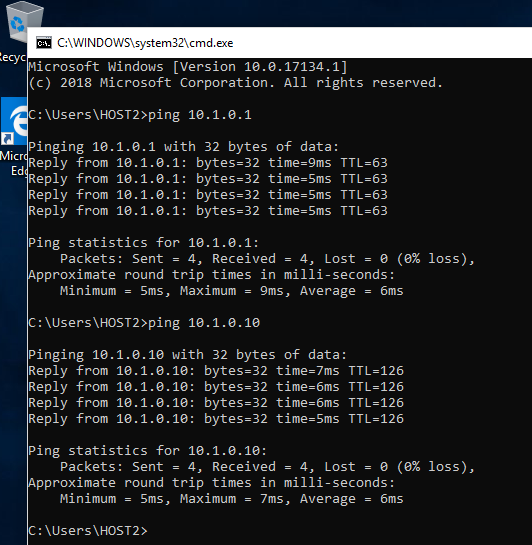 C:\WINDOWS\system32\cmd.exe
Microsoft Windows [Version 10.0.17134.1]
(c) 2018 Microsoft Corporation. All rights reserved.
C:\Users\HOST2>ping 10.1.0.1
Pinging 10.1.0.1 with 32 bytes of data:
Reply from 10.1.0.1: bytes=32 time=9ms TTL=63
Reply from 10.1.0.1: bytes=32 time=5ms TTL=63
Reply from 10.1.0.1: bytes=32 time=5ms TTL=63
Reply from 10.1.0.1: bytes=32 time=5ms TTL=63
Ping statistics for 10.1.0.1:
Packets: Sent = 4, Received = 4, Lost = 0 (0% loss),
Approximate round trip times in milli-seconds:
Minimum = 5ms, Maximum = 9ms, Average = 6ms
C:\Users\HOST2>ping 10.1.0.10
Pinging 10.1.0.10 with 32 bytes of data:
Reply from 10.1.0.10: bytes=32 time=7ms TTL=126
Reply from 10.1.0.10: bytes=32 time=6ms TTL=126
Reply from 10.1.0.10: bytes=32 time=6ms TTL=126
Reply from 10.1.0.10: bytes=32 time=5ms TTL=126
Ping statistics for 10.1.0.10:
Packets: Sent = 4, Received = 4, Lost = 0 (0% loss),
Approximate round trip times in milli-seconds:
Minimum = 5ms, Maximum = 7ms, Average = 6ms
C:\Users\HOST2>